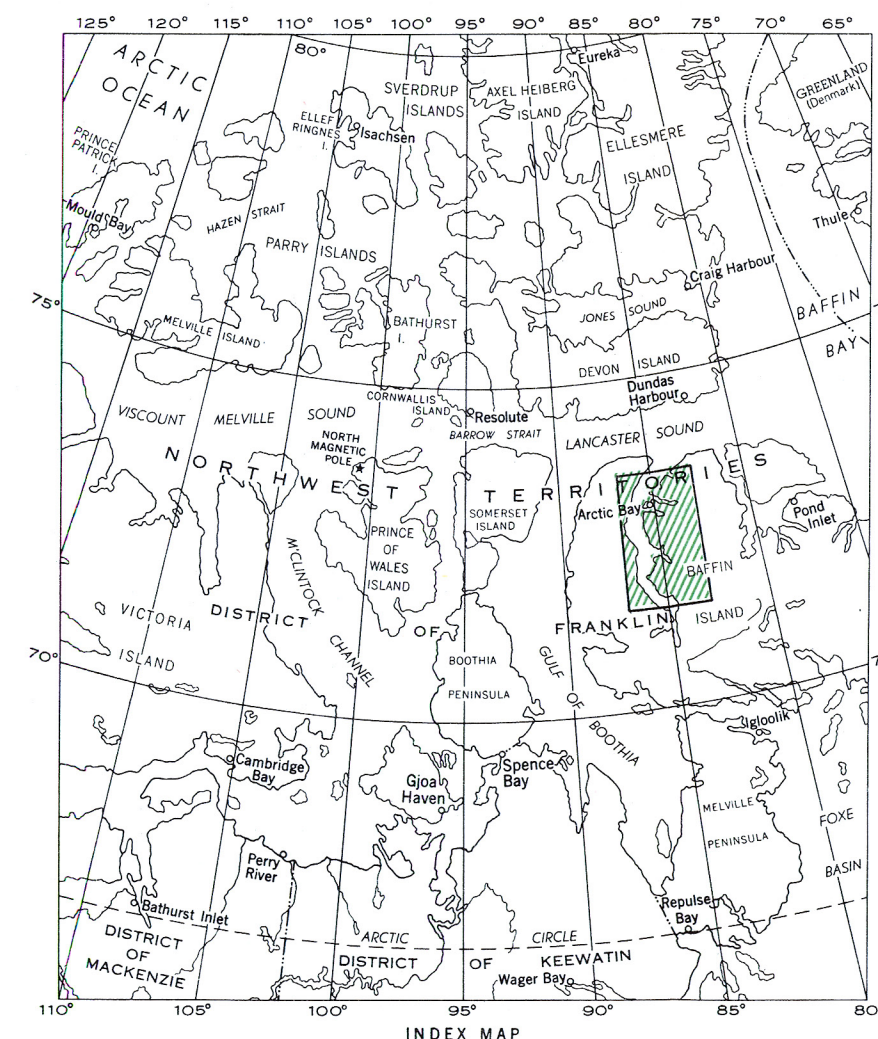 125° 120° 115° 110° 105° 100° 95° 90° 85° 80° 75° 70° 65°
80°
ARCTIC
OCEAN
Eureka
SVERDRUP
ISLANDS
AXEL HEIBERG
ISLAND
GREENLAND
(Denmark)
ELLEF
RINGNES
I.
Isachsen
PRINCE
PATRICK
I.
ELLESMERE
ISLAND
Mould Bay
HAZEN STRAIT
Thule
PARRY ISLANDS
Craig Harbour
75°
BAFFIN
BAY
MELVILLE ISLAND
BATHURST
I.
JONES SOUND
DEVON ISLAND
Dundas
Harbour
CORNWALLIS
ISLAND
Resolute
VISCOUNT MELVILLE SOUND
BARROW STRAIT
LANCASTER SOUND
NORTH
MAGNETIC
POLE
NORTHWEST TERRITORIES
SOMERSET
ISLAND
Arctic Bay
Pond
Inlet
PRINCE
OF
WALES
ISLAND
M'CLINTOCK
CHANNEL
BAFFIN
ISLAND
VICTORIA
ISLAND
DISTRICT OF FRANKLIN
70°
7
BOOTHIA
PENINSULA
GULF OF BOOTHIA
Igloolik
Cambridge
Bay
Spence
Bay
Gjoa
Haven
MELVILLE
PENINSULA
FOXE
BASIN
Perry
River
Bathurst Inlet
Repulse
Bay
ARCTIC CIRCLE
DISTRICT
OF
MACKENZIE
DISTRICT OF KEEWATIN
Wager Bay
110° 105° 100° 95° 90° 85° 80
INDEX MAP